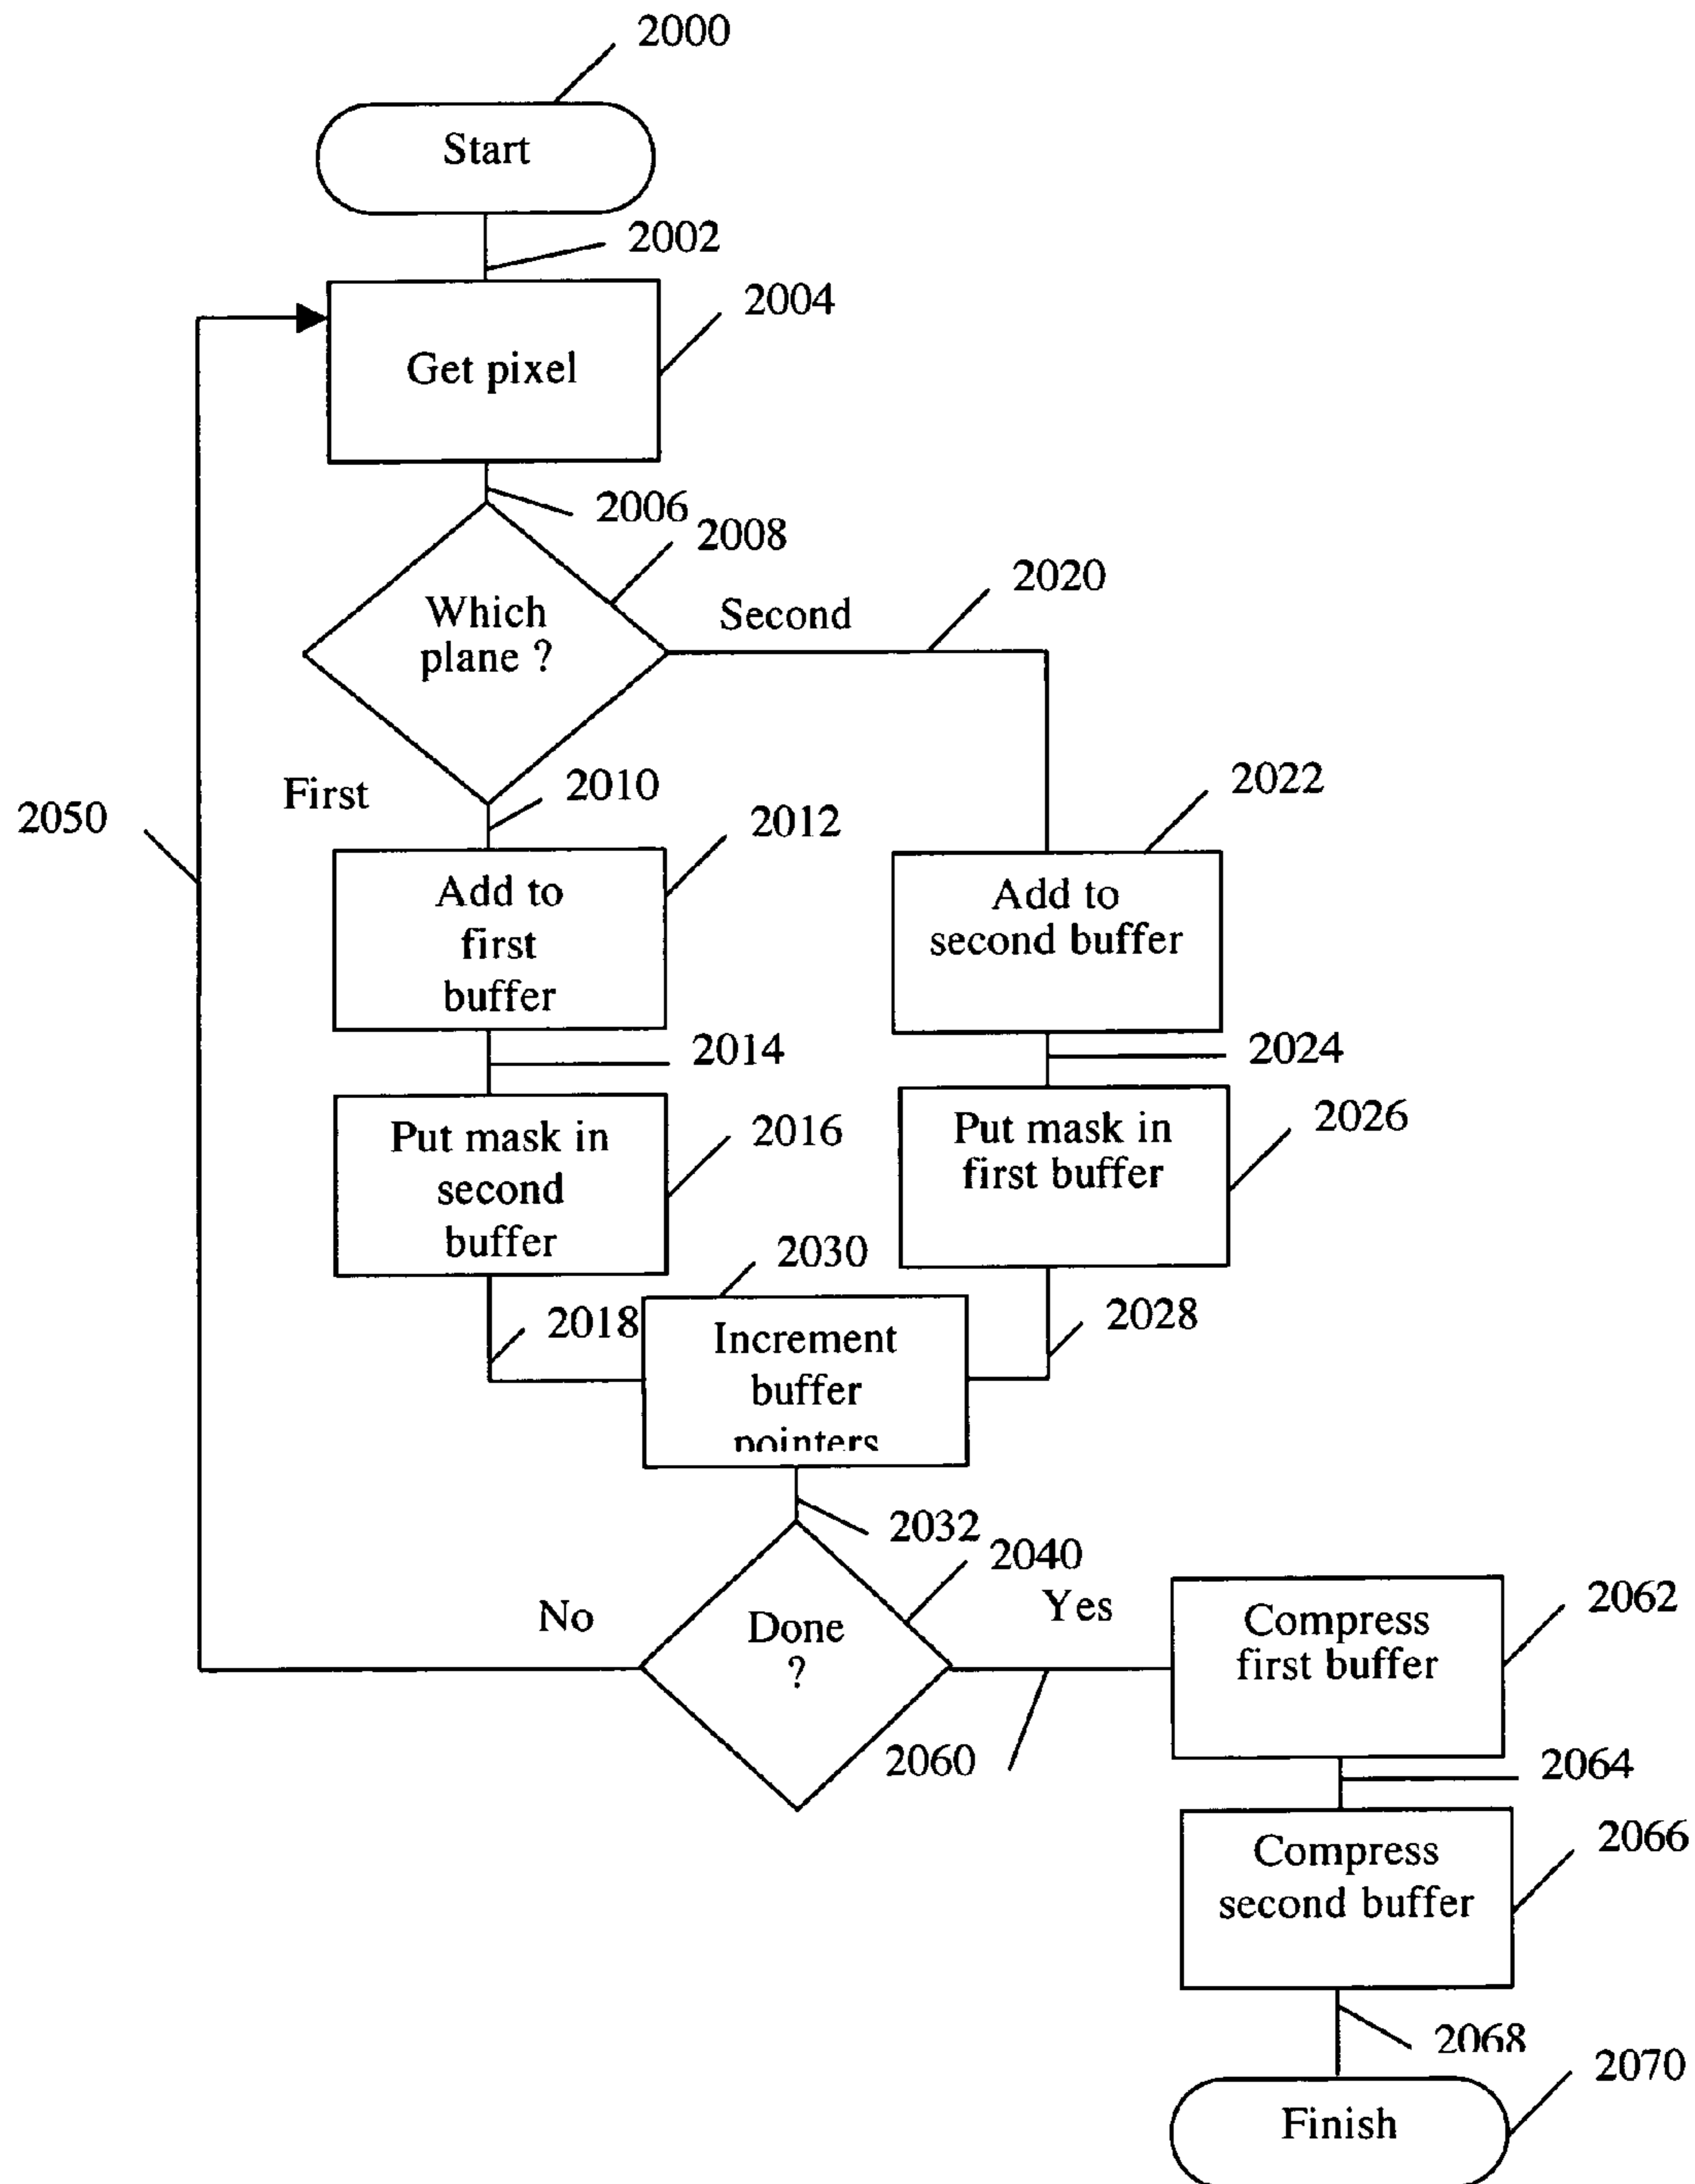 2000
Start
2002
2004
Get pixel
2006
2008
Which
plane ?
Second
2020
First
2010
2012
2022
2050
Add to
first
buffer
Add to
second buffer
2014
2024
Put mask in
second
buffer
2016
Put mask in
first buffer
2026
2030
2018
Increment
buffer
pointers
2028
2032
2040
No
Done
?
Yes
2060
Compress
first buffer
2062
2064
Compress
second buffer
2066
2068
2070
Finish